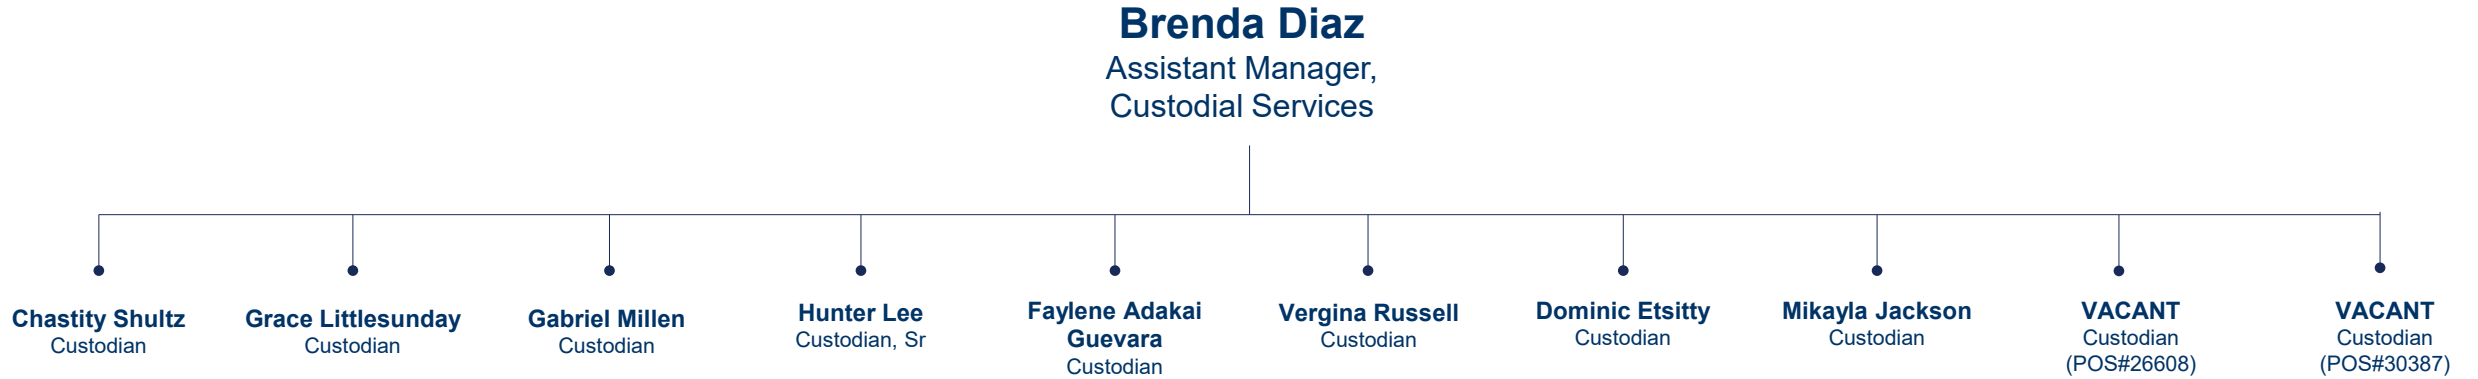 Brenda Diaz
Assistant Manager,
Custodial Services
Chastity Shultz
Custodian
Grace Littlesunday
Custodian
Gabriel Millen
Custodian
Hunter Lee
Custodian, Sr
Faylene Adakai
Guevara
Custodian
Vergina Russell
Custodian
Dominic Etsitty
Custodian
Mikayla Jackson
Custodian
VACANT
Custodian
(POS#26608)
VACANT
Custodian
(POS#30387)